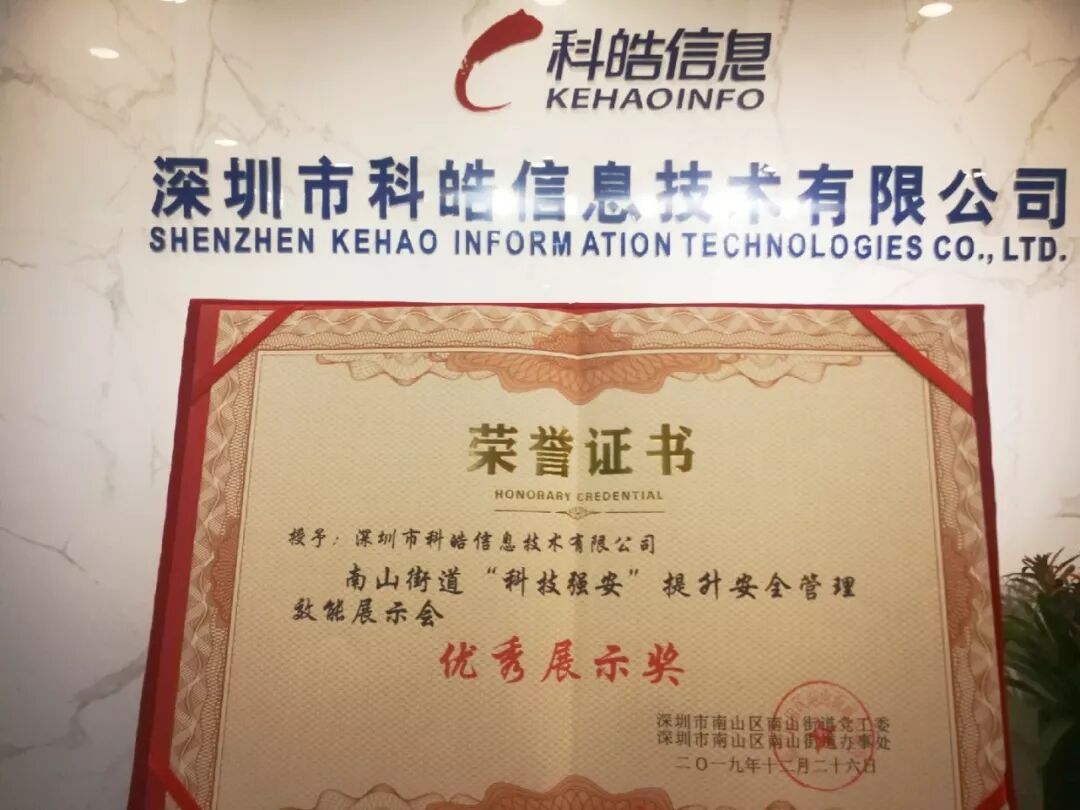 科皓信息
KEHAOINFO
深圳市科皓信息技术有限公司
SHENZHEN KEHAO INFORMATION TECHNOLOGIES CO., LTD.
荣誉证书
HONORARY CREDENTIAL
授予：深圳市科皓信息技术有限公司
南山街道“科技强安”提升安全管理
效能展示会
优秀展示奖
深圳市南山区南山街道党工委
深圳市南山区南山街道办事处
二〇一九年十二月二十六日